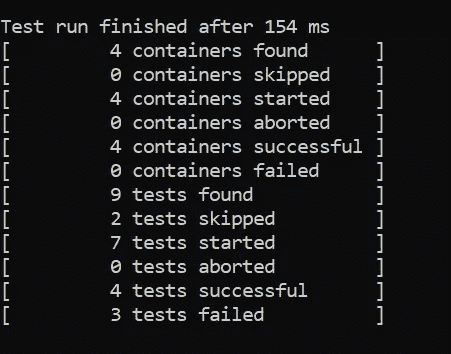 Test run finished after 154 ms
[         4 containers found      ]
[         0 containers skipped    ]
[         4 containers started    ]
[         0 containers aborted    ]
[         4 containers successful ]
[         0 containers failed     ]
[         9 tests found           ]
[         2 tests skipped         ]
[         7 tests started         ]
[         0 tests aborted         ]
[         4 tests successful      ]
[         3 tests failed          ]